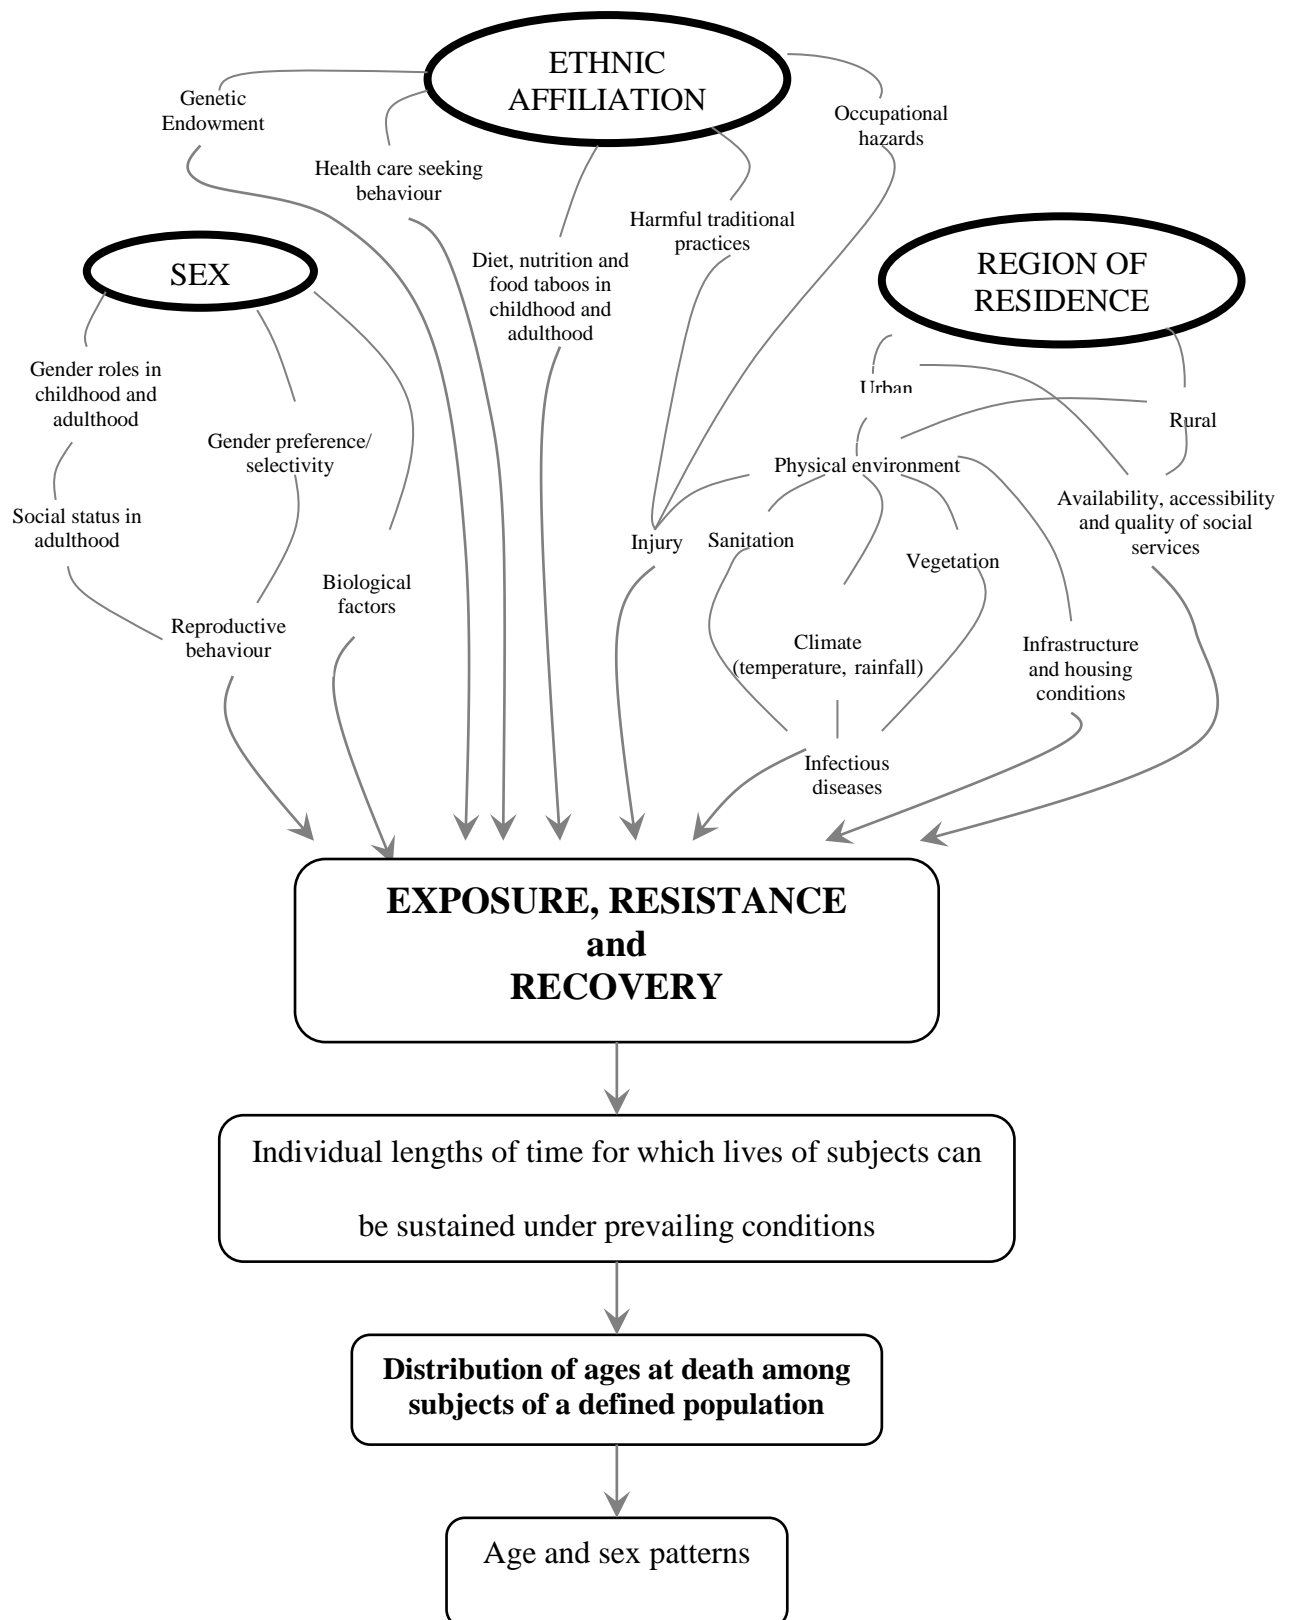 ETHNIC
AFFILIATION
Genetic
Endowment
Occupational
hazards
Health care seeking
behaviour
Harmful traditional
practices
SEX
Diet, nutrition and
food taboos in
childhood and
adulthood
REGION OF
RESIDENCE
Gender roles in
childhood and
adulthood
Urban
Rural
Gender preference/
selectivity
Physical environment
Availability, accessibility
and quality of social
services
Social status in
adulthood
Injury
Sanitation
Vegetation
Biological
factors
Reproductive
behaviour
Climate
(temperature, rainfall)
Infrastructure
and housing
conditions
Infectious
diseases
EXPOSURE, RESISTANCE
and
RECOVERY
Individual lengths of time for which lives of subjects can
be sustained under prevailing conditions
Distribution of ages at death among
subjects of a defined population
Age and sex patterns